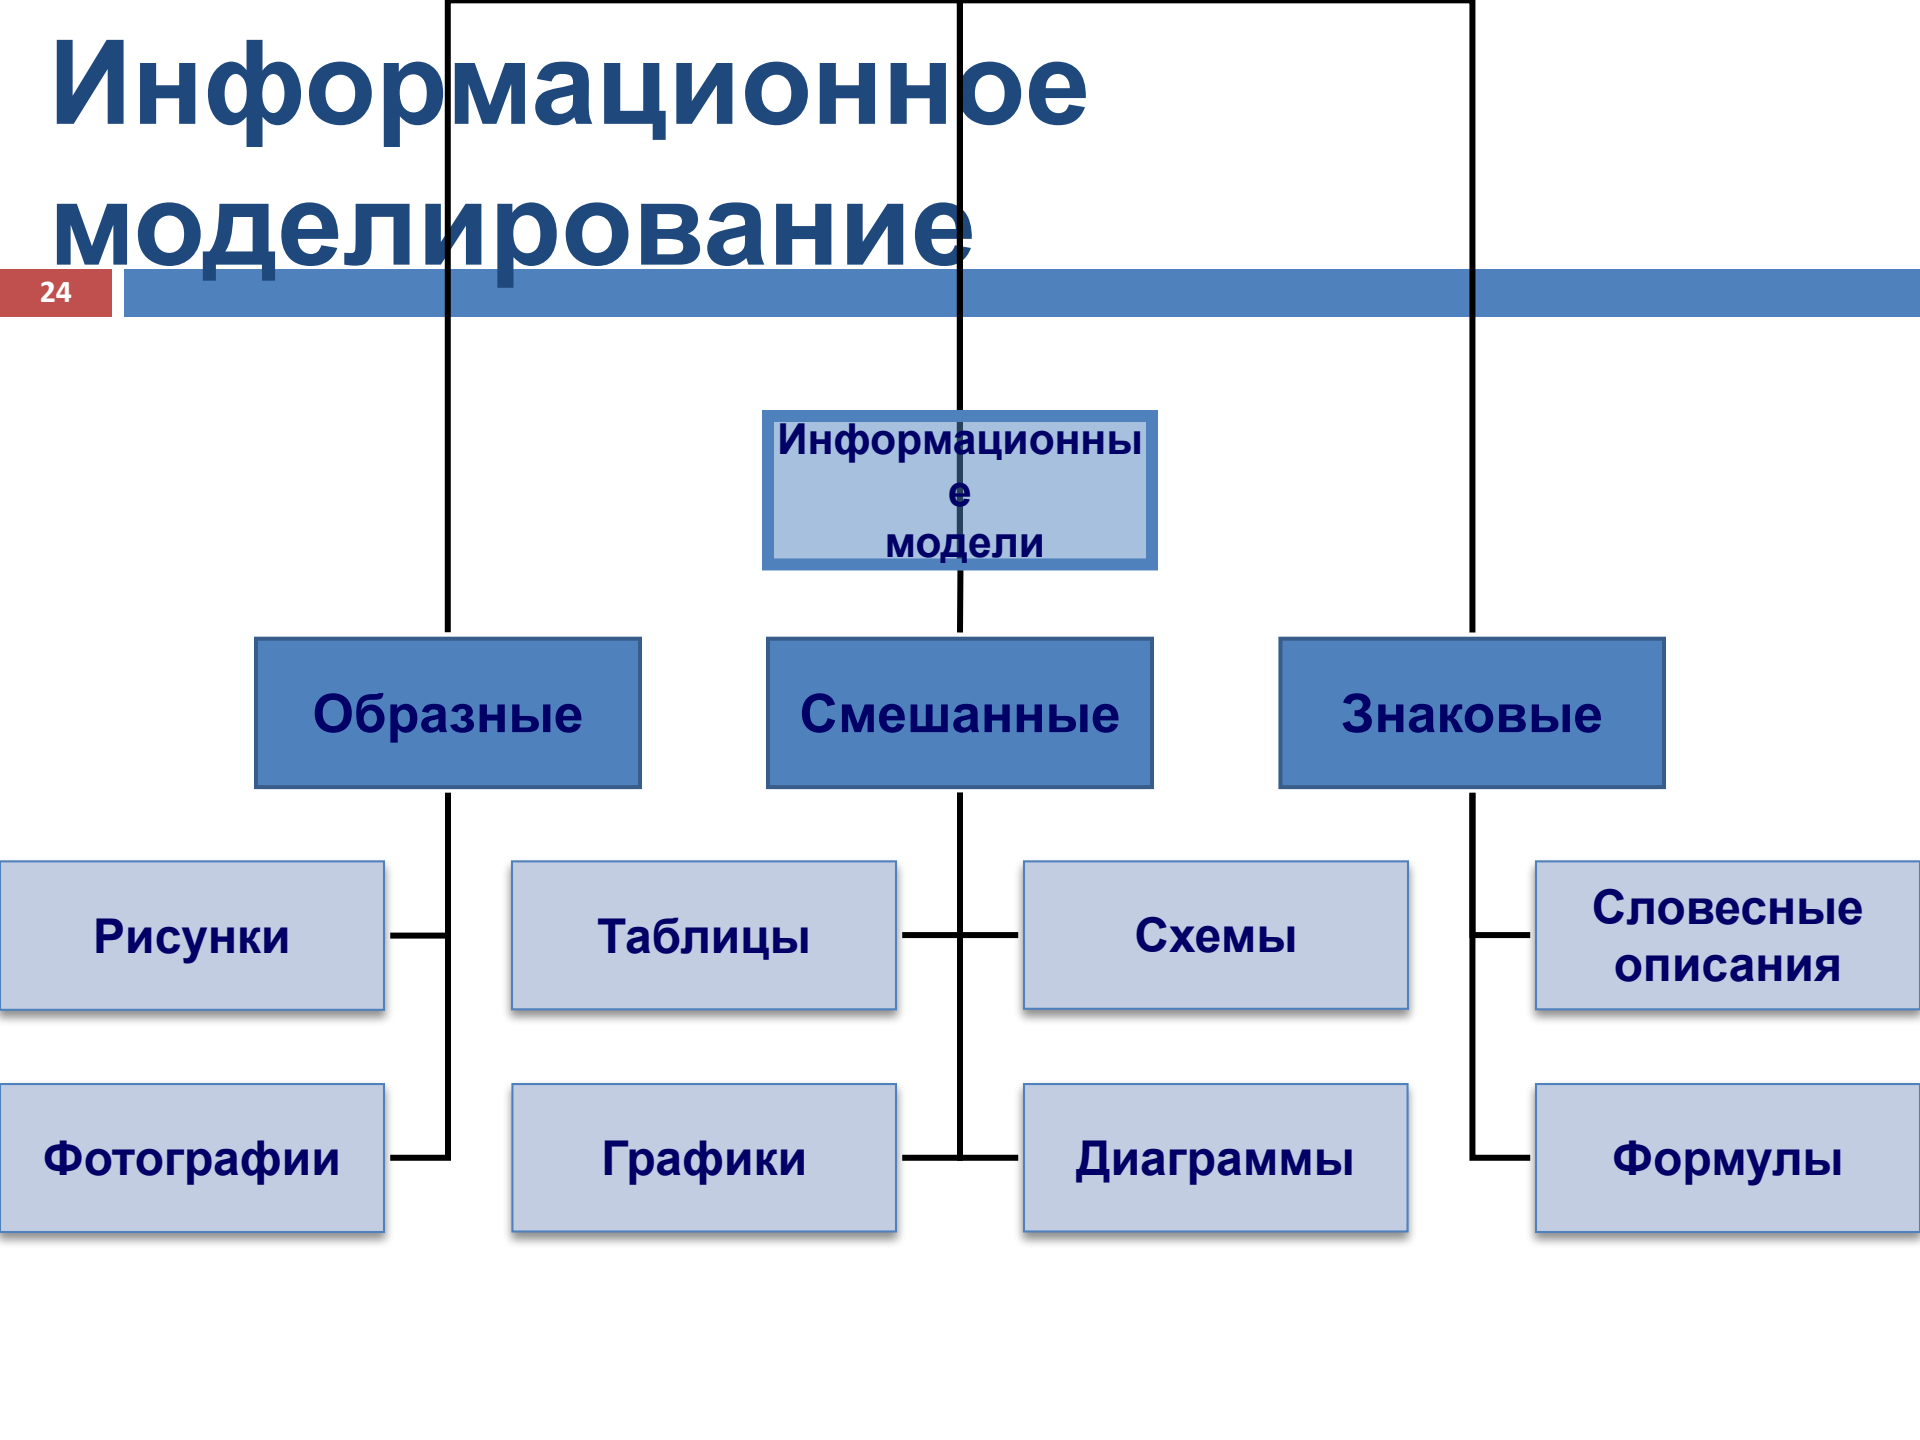 Информационное
моделирование
24
Информационны
е
модели
Образные
Смешанные
Знаковые
Рисунки
Таблицы
Схемы
Словесные
описания
Фотографии
Графики
Диаграммы
Формулы